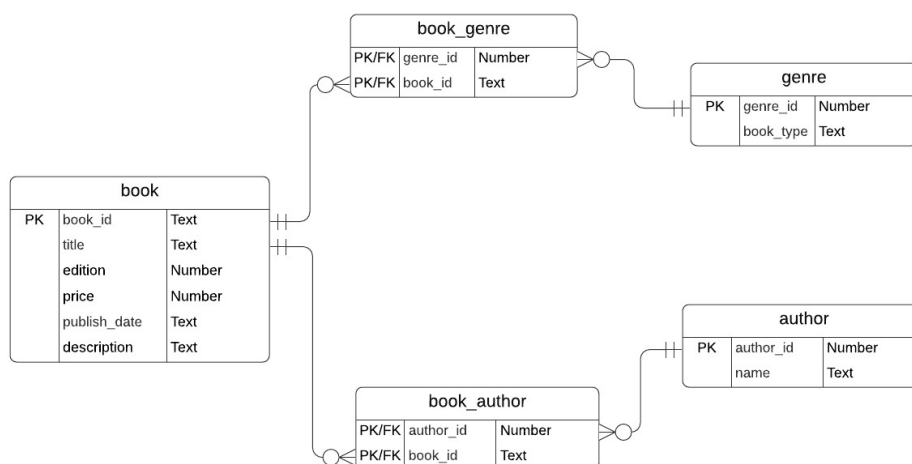 book_genre
PK/FK genre_id Number
PK/FK book_id Text
genre
PK genre_id Number
book_type Text
book
PK book_id Text
title Text
edition Number
price Number
publish_date Text
description Text
author
PK author_id Number
name Text
book_author
PK/FK author_id Number
PK/FK book_id Text